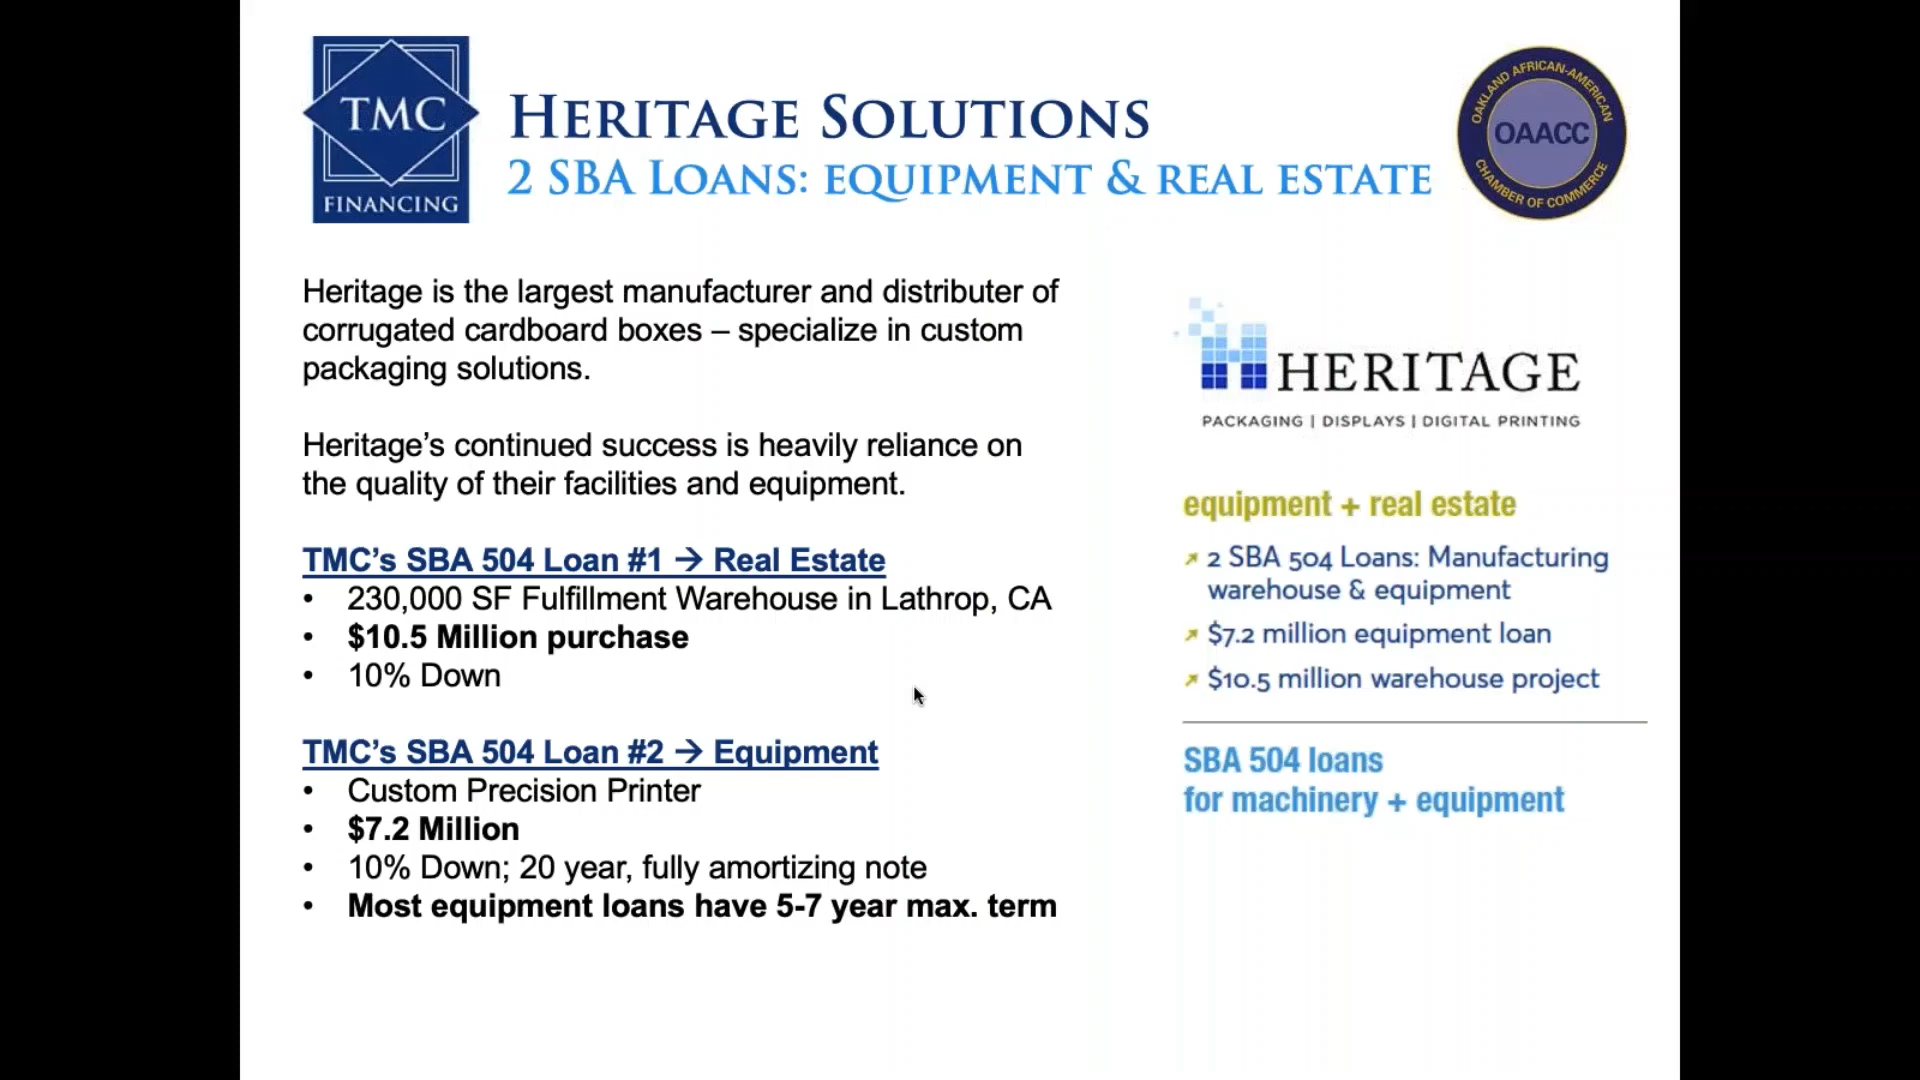 TMC
FINANCING
HERITAGE SOLUTIONS
2 SBA LOANS: EQUIPMENT & REAL ESTATE
OAKLAND AFRICAN-AMERICAN
OAACC
CHAMBER OF COMMERCE
Heritage is the largest manufacturer and distributer of
corrugated cardboard boxes – specialize in custom
packaging solutions.
Heritage’s continued success is heavily reliance on
the quality of their facilities and equipment.
TMC’s SBA 504 Loan #1 → Real Estate
• 230,000 SF Fulfillment Warehouse in Lathrop, CA
• $10.5 Million purchase
• 10% Down
TMC’s SBA 504 Loan #2 → Equipment
• Custom Precision Printer
• $7.2 Million
• 10% Down; 20 year, fully amortizing note
• Most equipment loans have 5-7 year max. term
HERITAGE
PACKAGING | DISPLAYS | DIGITAL PRINTING
equipment + real estate
2 SBA 504 Loans: Manufacturing
warehouse & equipment
$7.2 million equipment loan
$10.5 million warehouse project
SBA 504 loans
for machinery + equipment